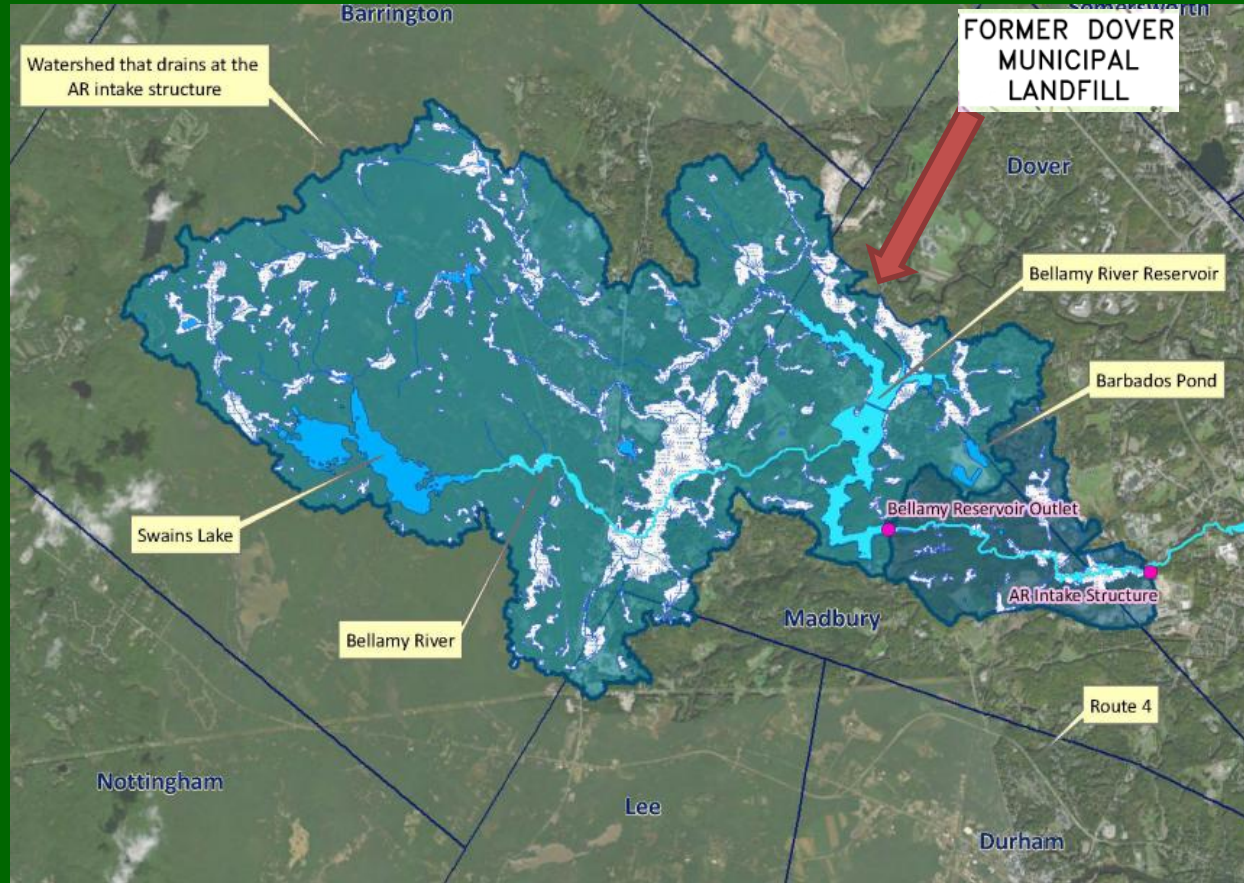 Barrington
Somersworth
FORMER DOVER
MUNICIPAL
LANDFILL
Watershed that drains at the
AR intake structure
Dover
Bellamy River Reservoir
Barbados Pond
Swains Lake
Bellamy Reservoir Outlet
AR Intake Structure
Bellamy River
Madbury
Route 4
Nottingham
Lee
Durham